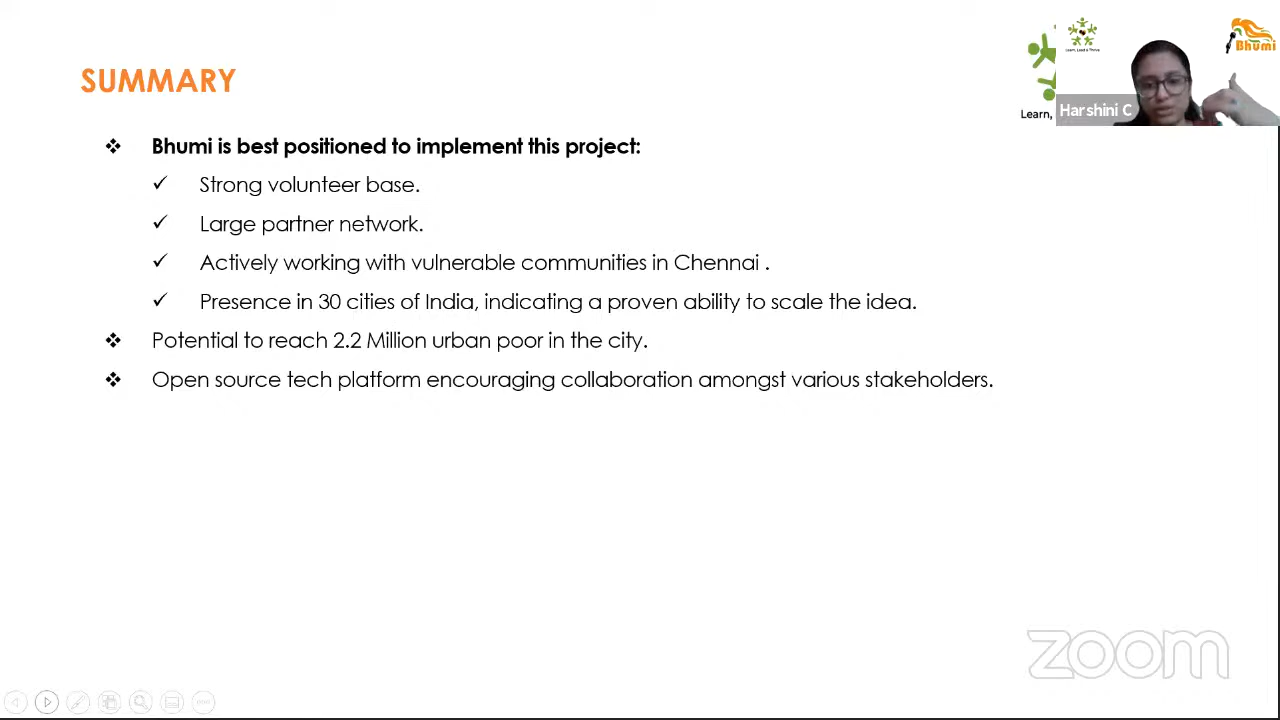 SUMMARY
Learn, Lead & Thrive
Bhumi
Learn,
Harshini C
❖ Bhumi is best positioned to implement this project:
✓ Strong volunteer base.
✓ Large partner network.
✓ Actively working with vulnerable communities in Chennai .
✓ Presence in 30 cities of India, indicating a proven ability to scale the idea.
❖ Potential to reach 2.2 Million urban poor in the city.
❖ Open source tech platform encouraging collaboration amongst various stakeholders.
zoom